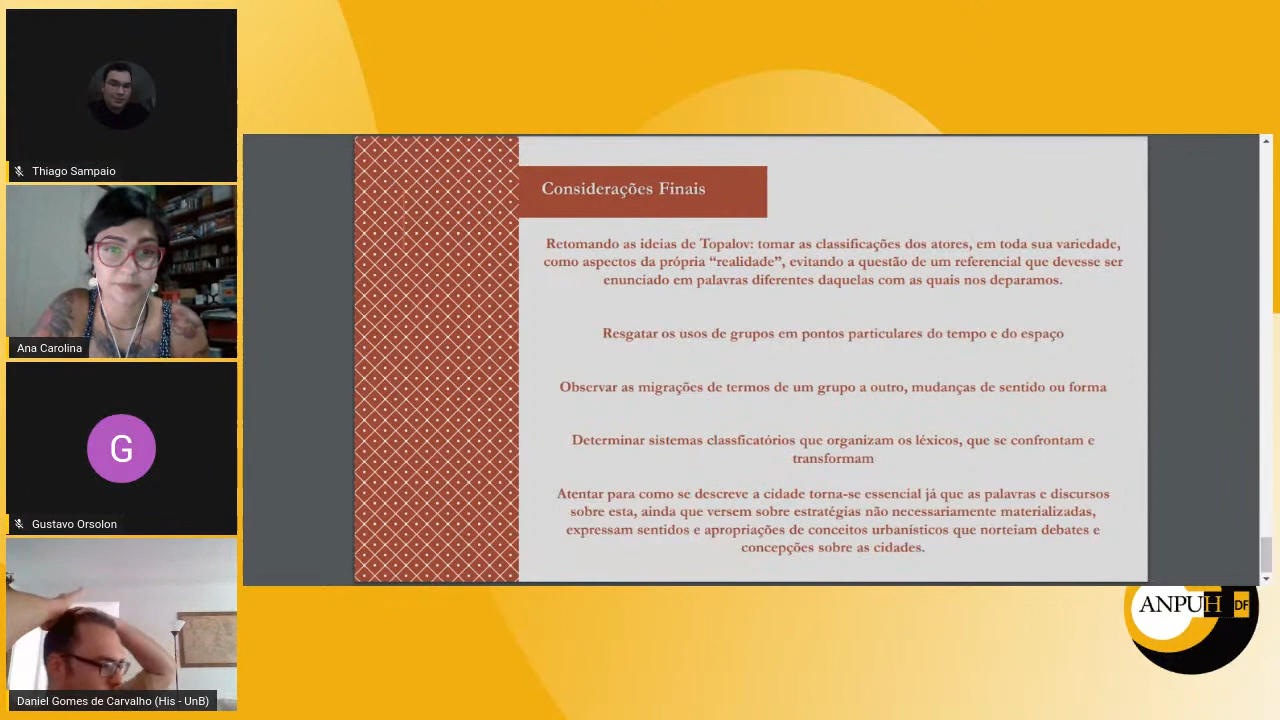 Thiago Sampaio
Ana Carolina
G
Gustavo Orsolon
Daniel Gomes de Carvalho (His - UnB)
Considerações Finais
Retomando as ideias de Topalov: tomar as classificações dos atores, em toda sua variedade,
como aspectos da própria “realidade”, evitando a questão de um referencial que devesse ser
enunciado em palavras diferentes daquelas com as quais nos deparamos.
Resgatar os usos de grupos em pontos particulares do tempo e do espaço
Observar as migrações de termos de um grupo a outro, mudanças de sentido ou forma
Determinar sistemas classficatórios que organizam os léxicos, que se confrontam e
transformam
Atentar para como se descreve a cidade torna-se essencial já que as palavras e discursos
sobre esta, ainda que versem sobre estratégias não necessariamente materializadas,
expressam sentidos e apropriações de conceitos urbanísticos que norteiam debates e
concepções sobre as cidades.
ANPUH DF